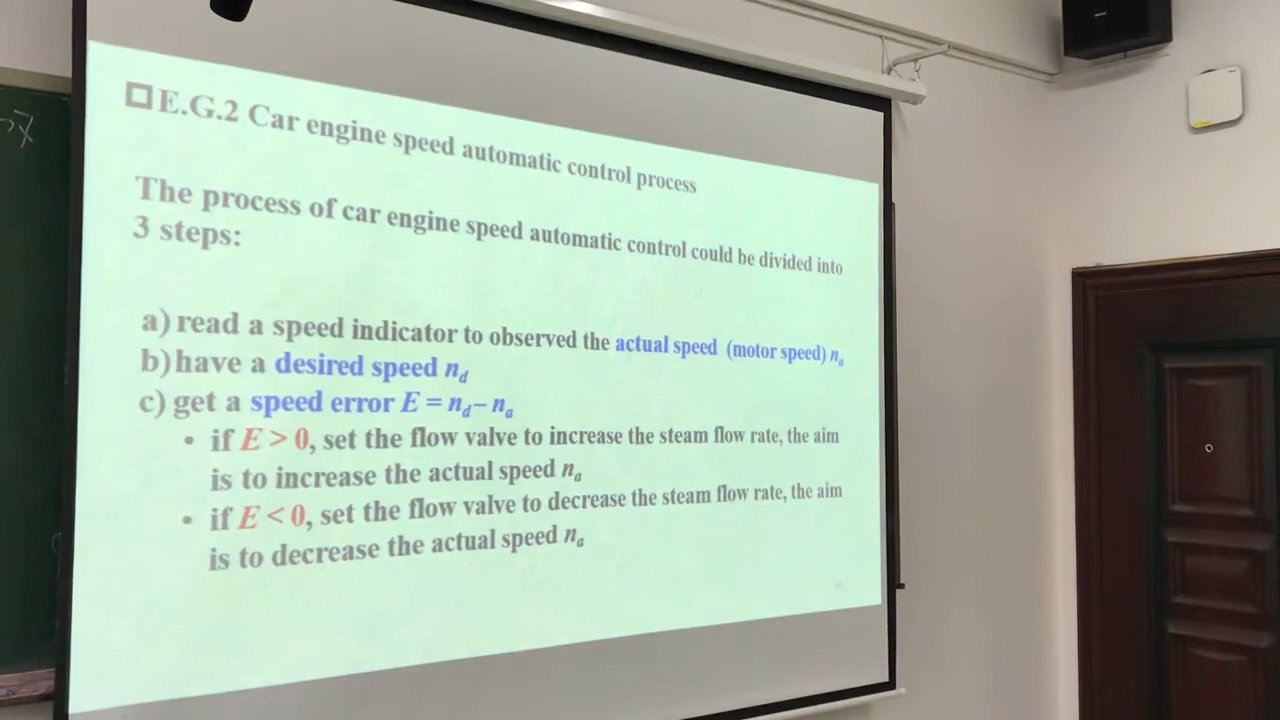 E.G.2 Car engine speed automatic control process
The process of car engine speed automatic control could be divided into
3 steps:
a) read a speed indicator to observed the actual speed (motor speed) nₐ
b) have a desired speed n_d
c) get a speed error E = n_d – nₐ
• if E > 0, set the flow valve to increase the steam flow rate, the aim
is to increase the actual speed nₐ
• if E < 0, set the flow valve to decrease the steam flow rate, the aim
is to decrease the actual speed nₐ